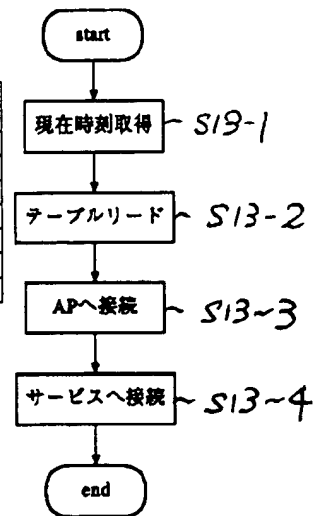 start
現在時刻取得 S13-1
テーブルリード S13-2
APへ接続 S13~3
サービスへ接続 S13~4
end